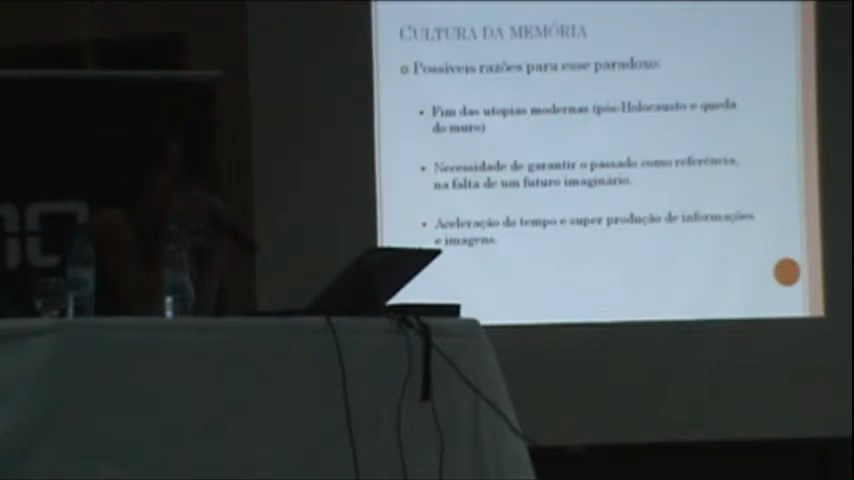 CULTURA DA MEMÓRIA
Possíveis razões para esse paradoxo:
• Fim das utopias modernas (pós-Holocausto e queda
do muro)
• Necessidade de garantir o passado como referência,
na falta de um futuro imaginário.
• Aceleração do tempo e super produção de informações
e imagens.